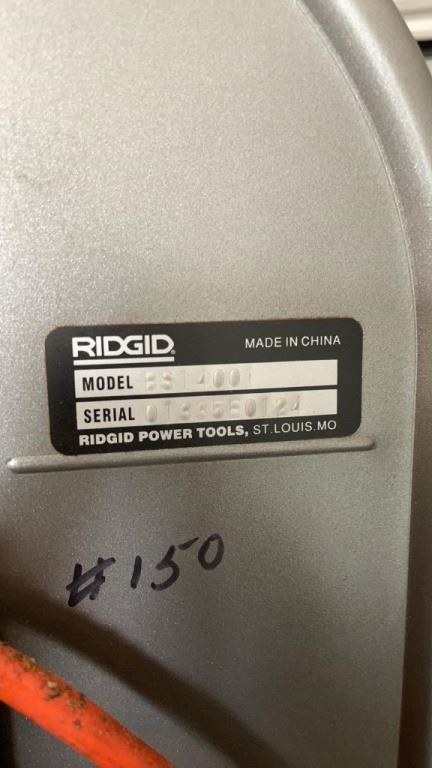 RIDGID® MADE IN CHINA
MODEL BS14001
SERIAL
RIDGID POWER TOOLS, ST.LOUIS.MO
#150